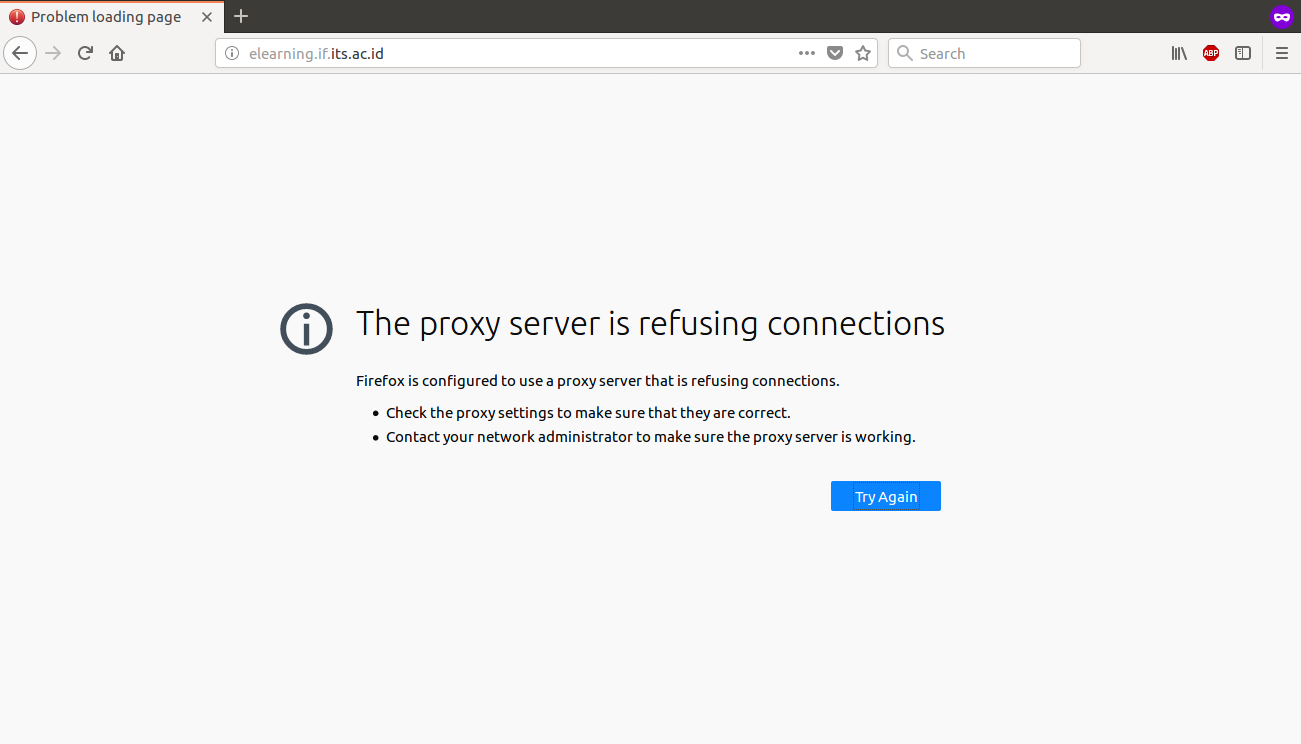 Problem loading page
elearning.if.its.ac.id
Search
ABP
The proxy server is refusing connections
Firefox is configured to use a proxy server that is refusing connections.
Check the proxy settings to make sure that they are correct.
Contact your network administrator to make sure the proxy server is working.
Try Again